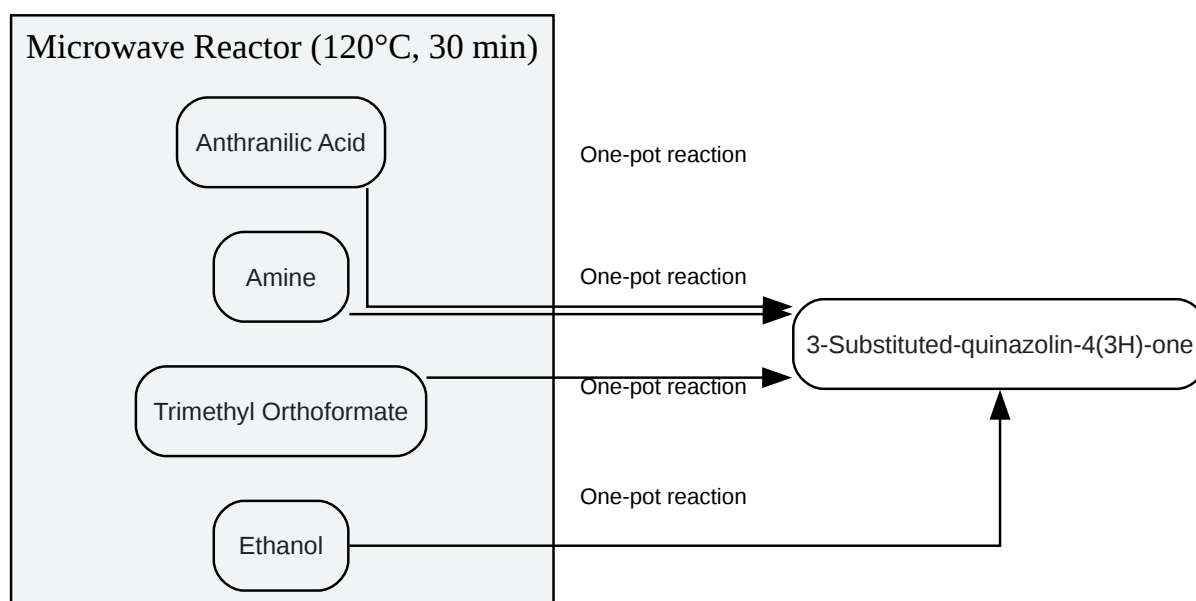 Microwave Reactor (120°C, 30 min)
Anthranilic Acid
One-pot reaction
Amine
One-pot reaction
3-Substituted-quinazolin-4(3H)-one
Trimethyl Orthoformate
One-pot reaction
Ethanol
One-pot reaction